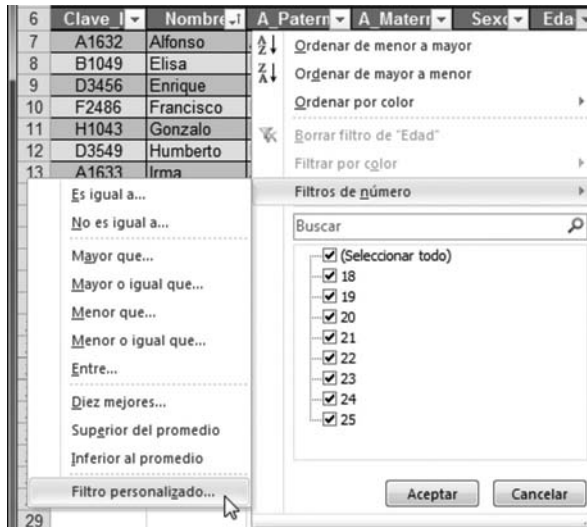 6 Clave_I Nombre A_Patern A_Matern Sexo Eda
7 A1632 Alfonso
8 B1049 Elisa
9 D3456 Enrique
10 F2486 Francisco
11 H1043 Gonzalo
12 D3549 Humberto
13 A1633 Irma
Ordenar de menor a mayor
Ordenar de mayor a menor
Ordenar por color
Borrar filtro de "Edad"
Filtrar por color
Filtros de número
Es igual a...
No es igual a...
Mayor que...
Mayor o igual que...
Menor que...
Menor o igual que...
Entre...
Diez mejores...
Superior del promedio
Inferior al promedio
Filtro personalizado...
Buscar
(Seleccionar todo)
18
19
20
21
22
23
24
25
Aceptar Cancelar
29